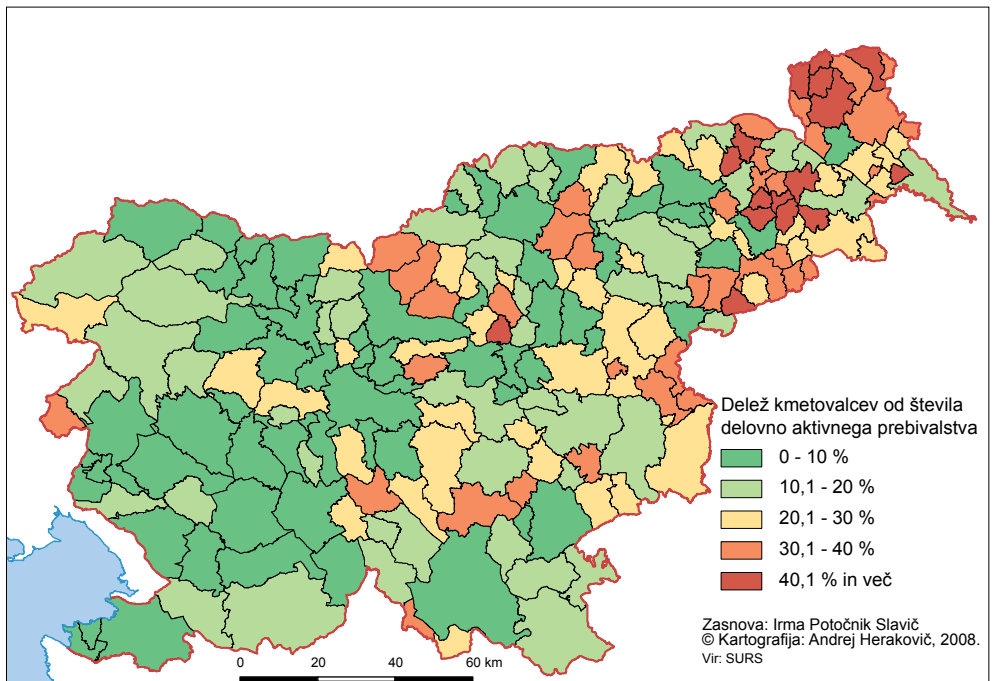 Delež kmetovalcev od števila
delovno aktivnega prebivalstva
0 - 10 %
10,1 - 20 %
20,1 - 30 %
30,1 - 40 %
40,1 % in več
Zasnova: Irma Potočnik Slavič
© Kartografija: Andrej Herakovič, 2008.
Vir: SURS
0 20 40 60 km